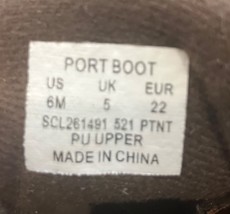 PORT BOOT
US UK EUR
6M 5 22
SCL261491 521 PTNT
PU UPPER
MADE IN CHINA